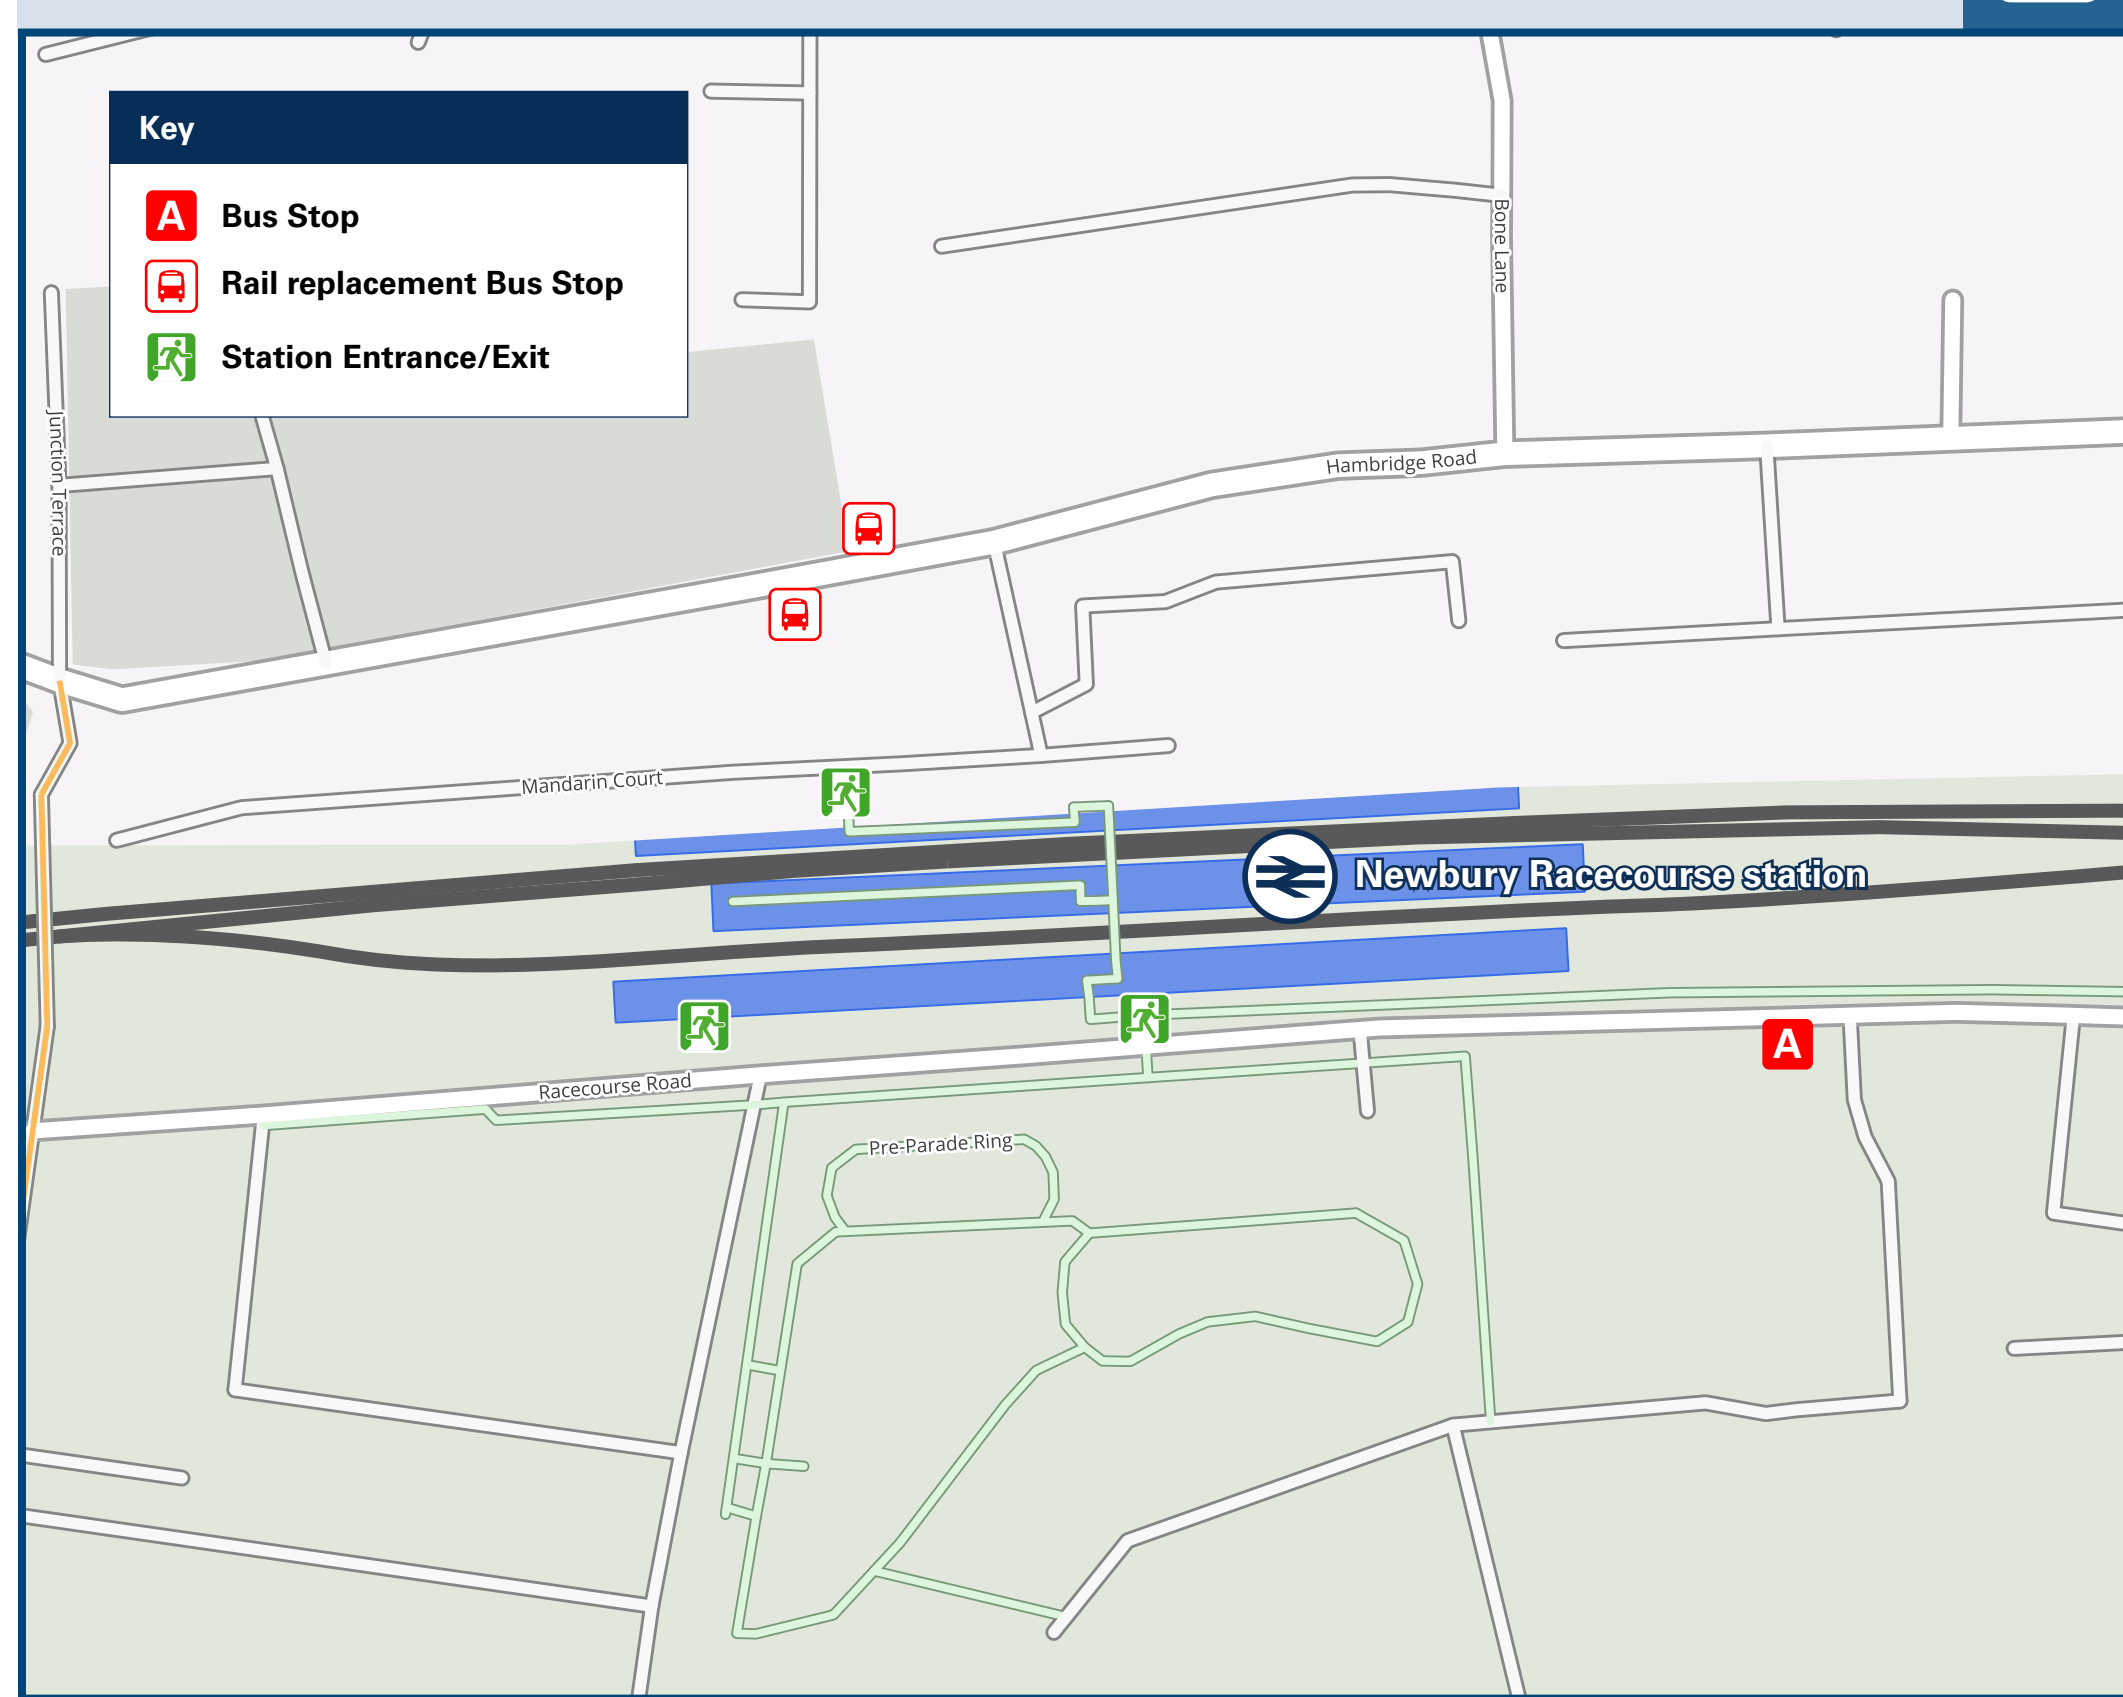 Key
A
Bus Stop
Rail replacement Bus Stop
Station Entrance/Exit
Bone Lane
Junction Terrace
Hambridge Road
Mandarin Court
Newbury Racecourse station
A
Racecourse Road
Pre-Parade Ring